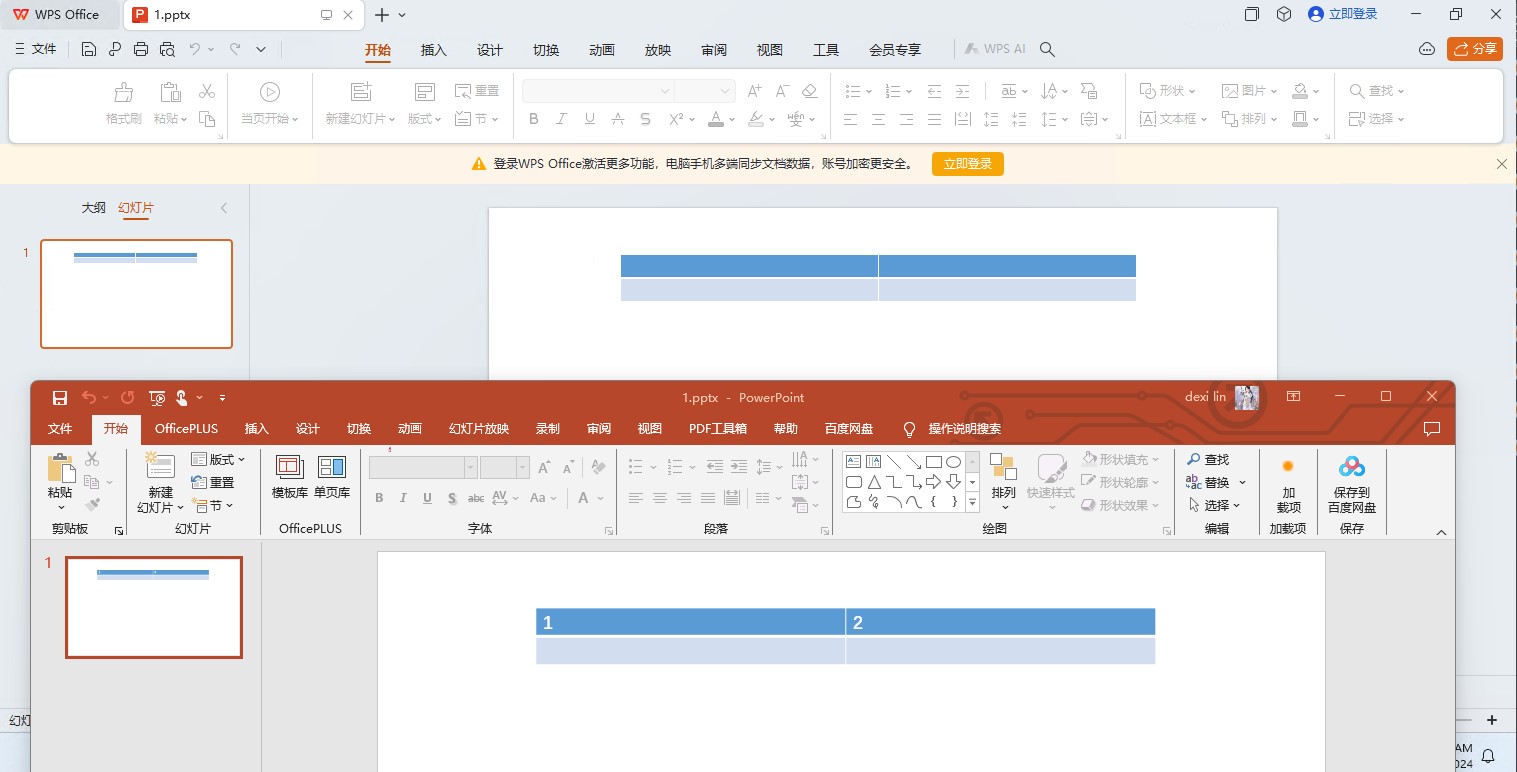 WPS Office
1.pptx
立即登录
文件
开始
插入
设计
切换
动画
放映
审阅
视图
工具
会员专享
WPS AI
分享
格式刷
粘贴
当页开始
新建幻灯片
版式
重置
节
B I U A S X² A
形状
图片
查找
文本框
排列
选择
登录WPS Office激活更多功能，电脑手机多端同步文档数据，账号加密更安全。
立即登录
大纲
幻灯片
1
1.pptx - PowerPoint
dexi lin
文件
开始
OfficePLUS
插入
设计
切换
动画
幻灯片放映
录制
审阅
视图
PDF工具箱
帮助
百度网盘
操作说明搜索
粘贴
新建
幻灯片
版式
重置
节
模板库
单页库
B I U S abc AV Aa A
排列
快速样式
形状填充
形状轮廓
形状效果
查找
替换
选择
加
载项
保存到
百度网盘
剪贴板
幻灯片
OfficePLUS
字体
段落
绘图
编辑
加载项
保存
1
1
2
幻灯
AM
024